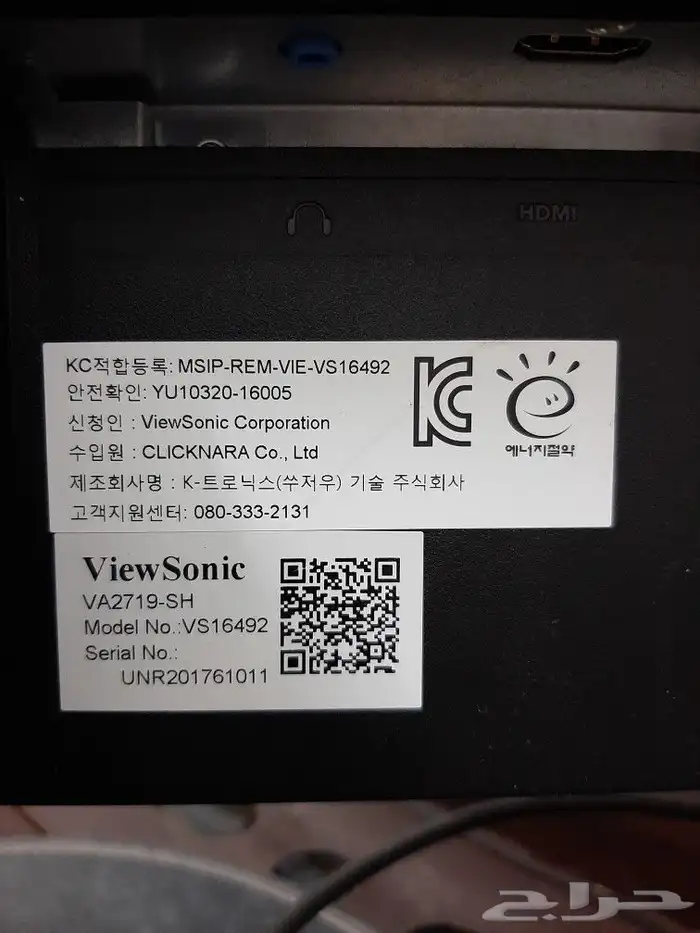 HDMI
KC적합등록: MSIP-REM-VIE-VS16492
안전확인: YU10320-16005
신청인 : ViewSonic Corporation
수입원 : CLICKNARA Co., Ltd
제조회사명 : K-트로닉스(쑤저우) 기술 주식회사
고객지원센터: 080-333-2131
에너지절약
ViewSonic
VA2719-SH
Model No.:VS16492
Serial No.:
UNR201761011
حراج